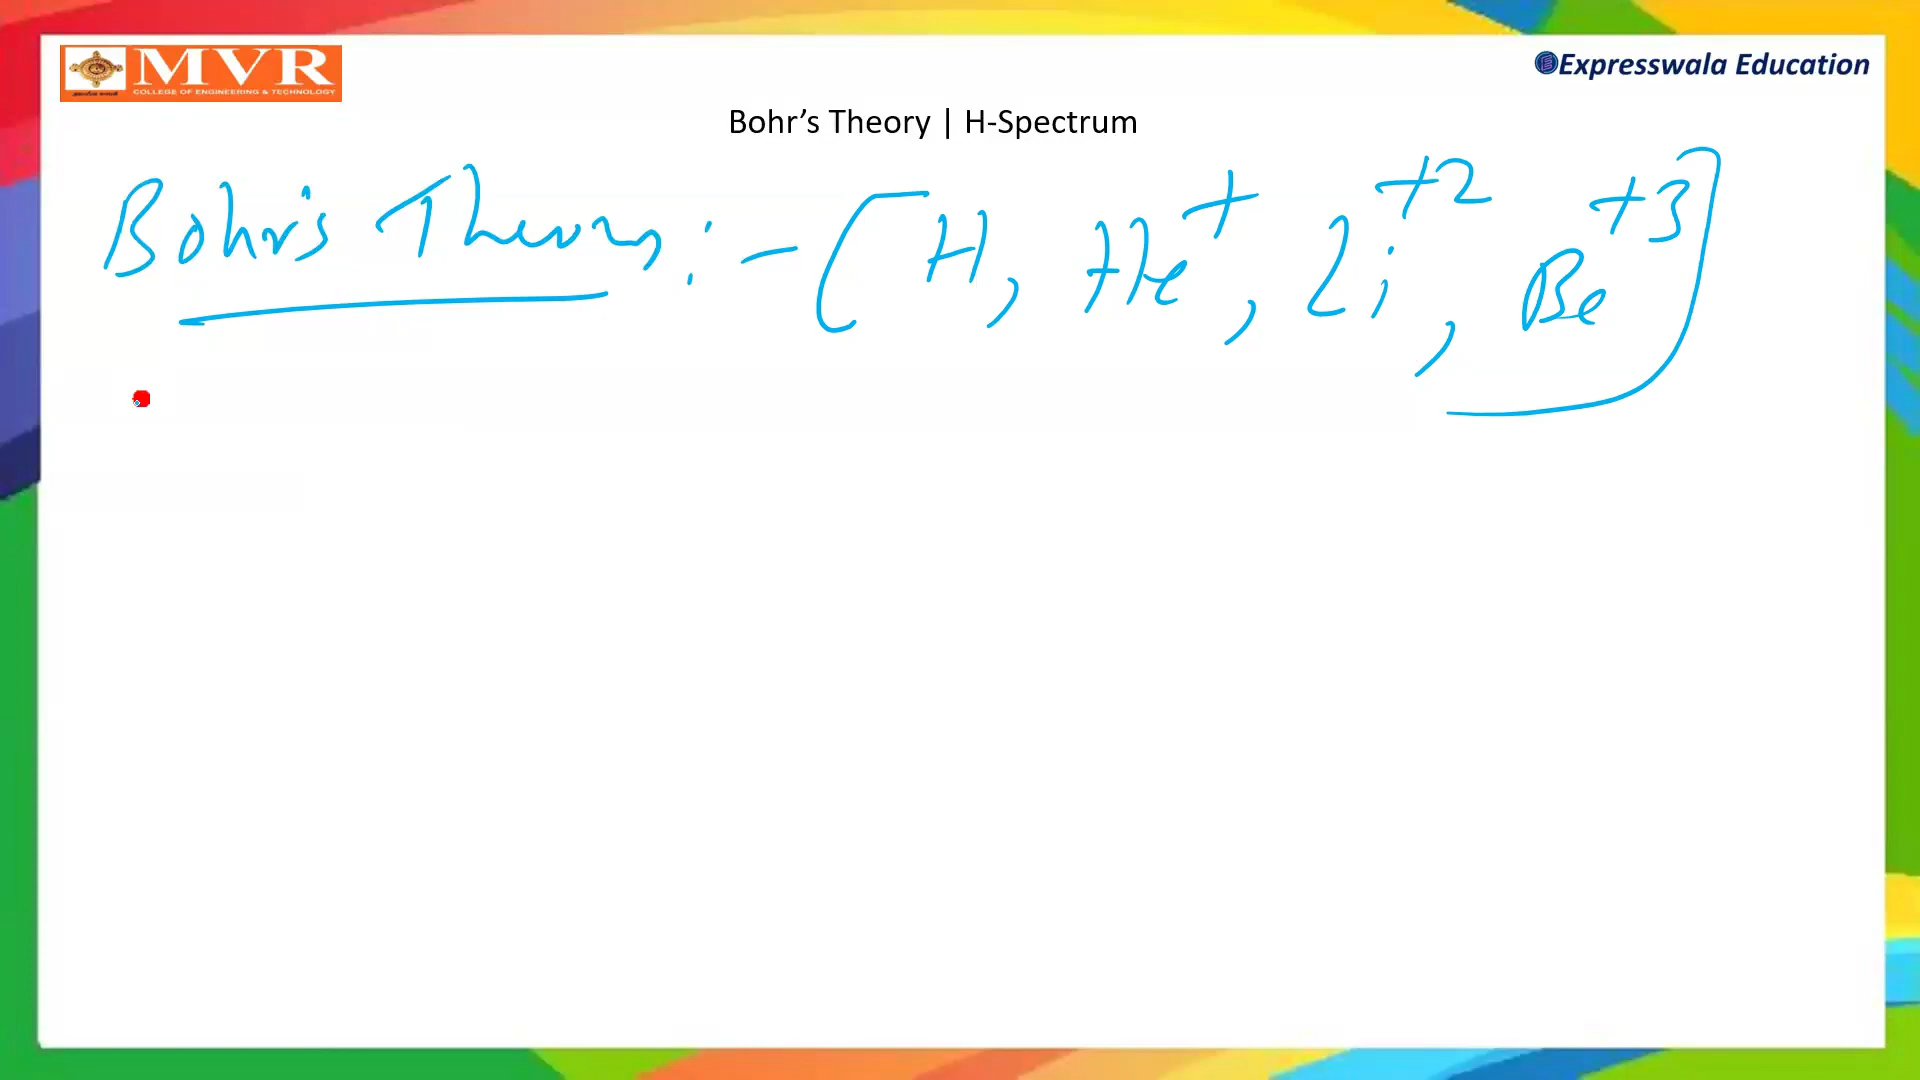 MVR
COLLEGE OF ENGINEERING & TECHNOLOGY
Expresswala Education
Bohr’s Theory | H-Spectrum
Bohr's Theory :- [H, He⁺, Li⁺², Be⁺³]